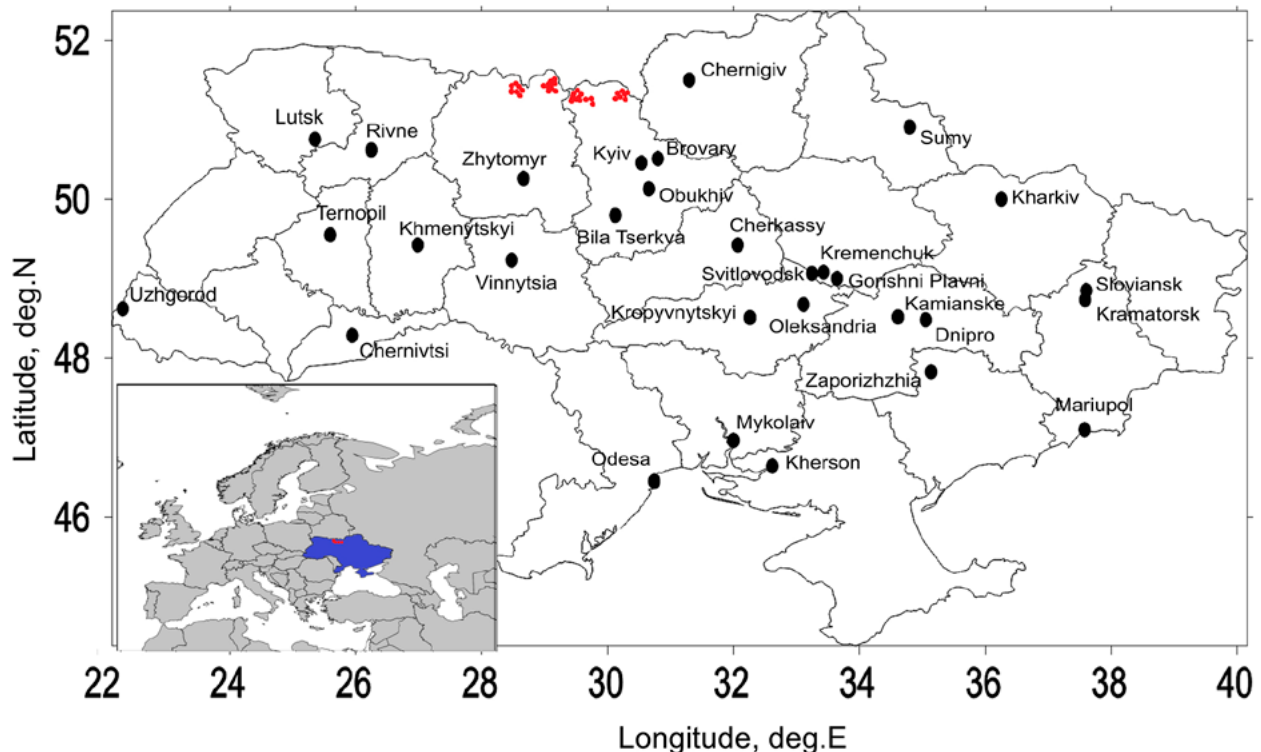 52
Chernigiv
Lutsk
Rivne
Sumy
Zhytomyr
Kyiv
Brovary
50
Obukhiv
Kharkiv
Ternopil
Khmenytskyi
Bila Tserkva
Cherkassy
Vinnytsia
Kremenchuk
Svitlovodsk
Gorishni Plavni
Sloviansk
Uzhgorod
Kropyvnytskyi
Kamianske
Kramatorsk
Oleksandria
Dnipro
Chernivtsi
48
Zaporizhzhia
Mariupol
Mykolaiv
Odesa
Kherson
46
Latitude, deg.N
22 24 26 28 30 32 34 36 38 40
Longitude, deg.E